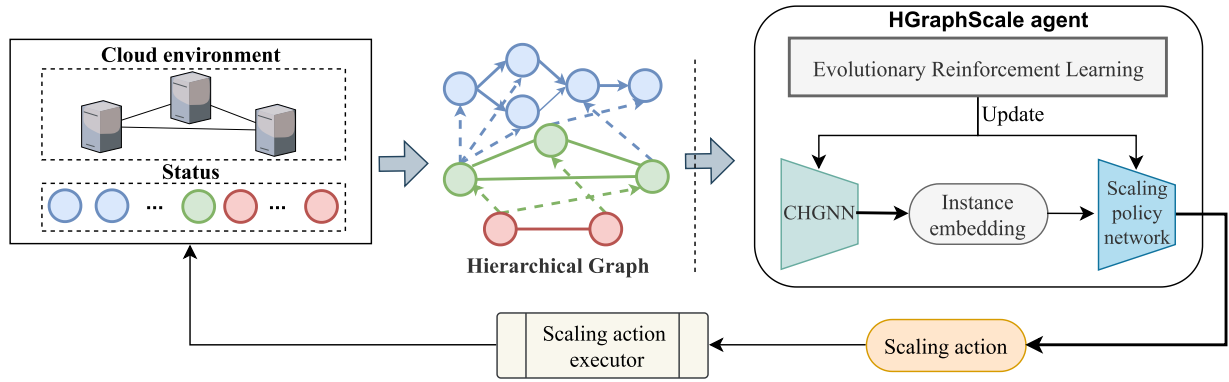 Cloud environment
Status
...
...
Hierarchical Graph
HGraphScale agent
Evolutionary Reinforcement Learning
Update
CHGNN
Instance
embedding
Scaling
policy
network
Scaling action
executor
Scaling action